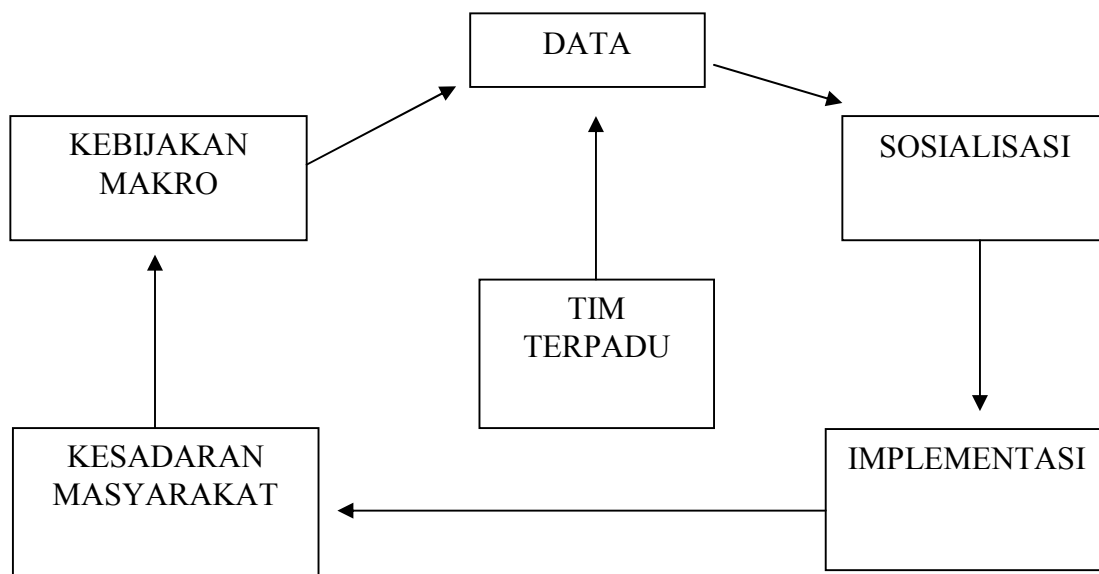 DATA
KEBIJAKAN
MAKRO
SOSIALISASI
TIM
TERPADU
KESADARAN
MASYARAKAT
IMPLEMENTASI